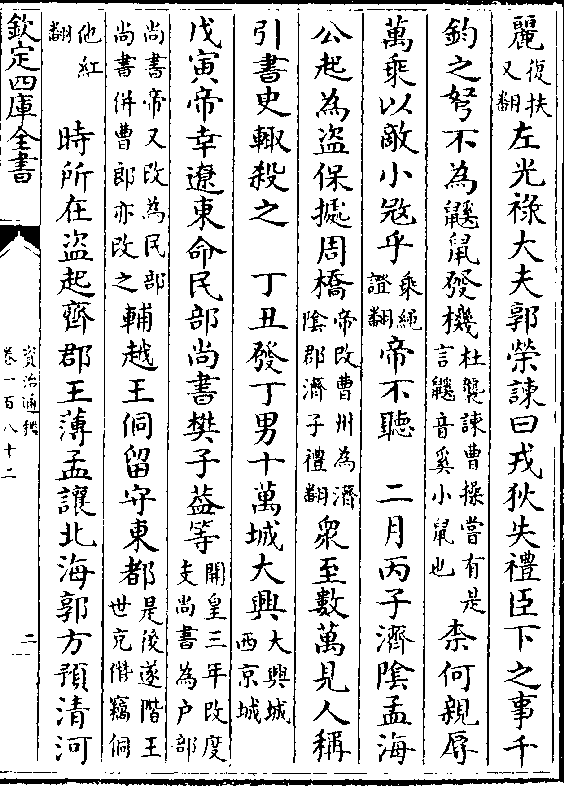 麗復扶又翻左光祿大夫郭榮諫曰戎狄失禮臣下之事千
鈞之弩不為鼷鼠發機杜襲諫曹操嘗有是言鼷音奚小鼠也柰何親辱
萬乘以敵小冦乎乘繩證翻帝不聽　二月丙子濟隂孟海
公起為盜保據周橋帝改曹州為濟隂郡濟子禮翻衆至數萬見人稱
引書史輒殺之　丁丑發丁男十萬城大興大興城西京城
戊寅帝幸遼東命民部尚書樊子蓋等開皇三年改度支尚書為户部
尚書帝又改為民部尚書併曹郎亦改之輔越王侗留守東都是後遂階王世充僭竊侗
他紅翻　時所在盜起齊郡王薄孟讓北海郭方預清河
欽定四庫全書
資治通鑑
卷一百八十二
二